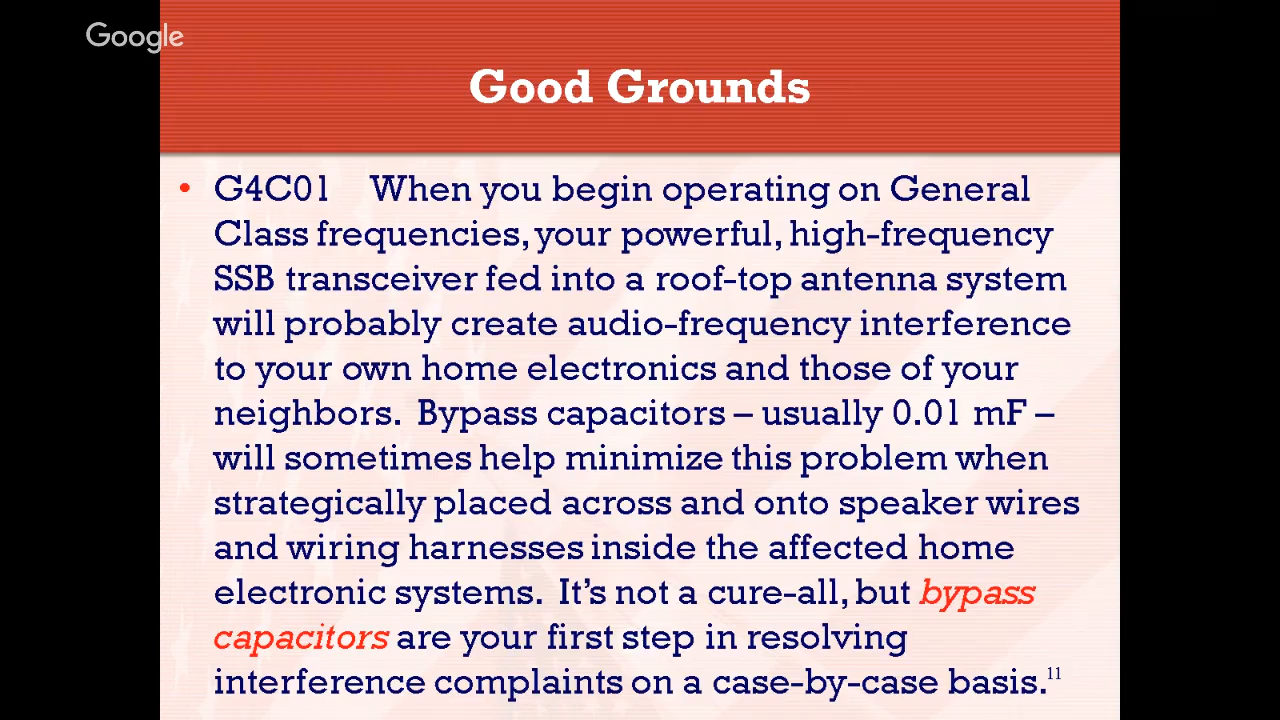 Google
Good Grounds
• G4C01 When you begin operating on General
Class frequencies, your powerful, high-frequency
SSB transceiver fed into a roof-top antenna system
will probably create audio-frequency interference
to your own home electronics and those of your
neighbors. Bypass capacitors – usually 0.01 mF –
will sometimes help minimize this problem when
strategically placed across and onto speaker wires
and wiring harnesses inside the affected home
electronic systems. It’s not a cure-all, but bypass
capacitors are your first step in resolving
interference complaints on a case-by-case basis.11